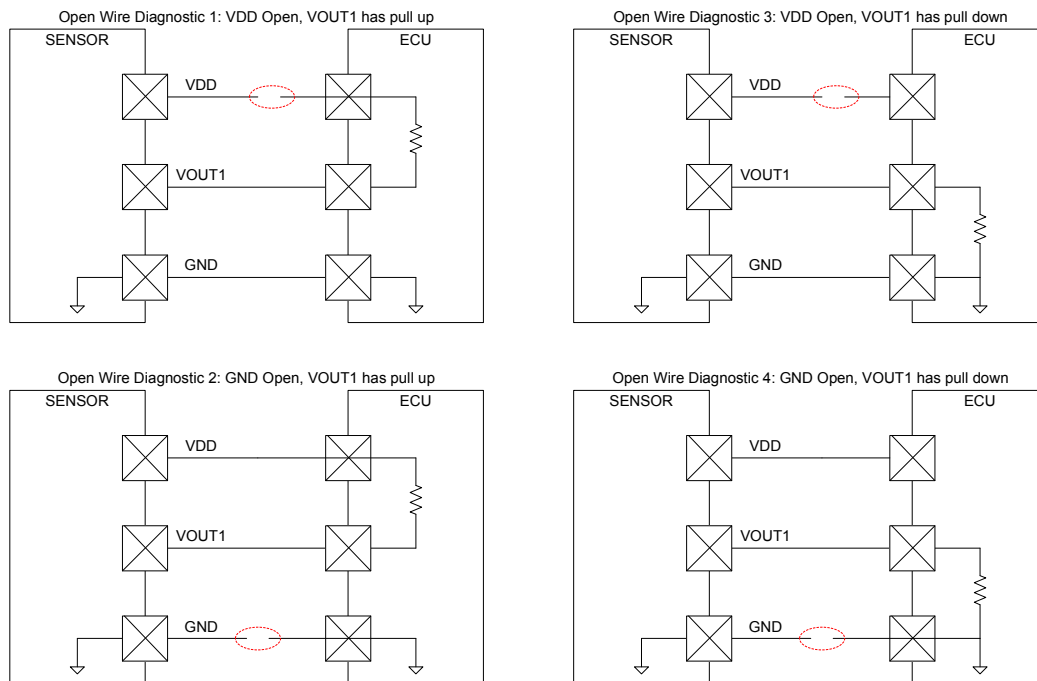 Open Wire Diagnostic 1: VDD Open, VOUT1 has pull up
SENSOR
ECU
VDD
VOUT1
GND
Open Wire Diagnostic 3: VDD Open, VOUT1 has pull down
SENSOR
ECU
VDD
VOUT1
GND
Open Wire Diagnostic 2: GND Open, VOUT1 has pull up
SENSOR
ECU
VDD
VOUT1
GND
Open Wire Diagnostic 4: GND Open, VOUT1 has pull down
SENSOR
ECU
VDD
VOUT1
GND